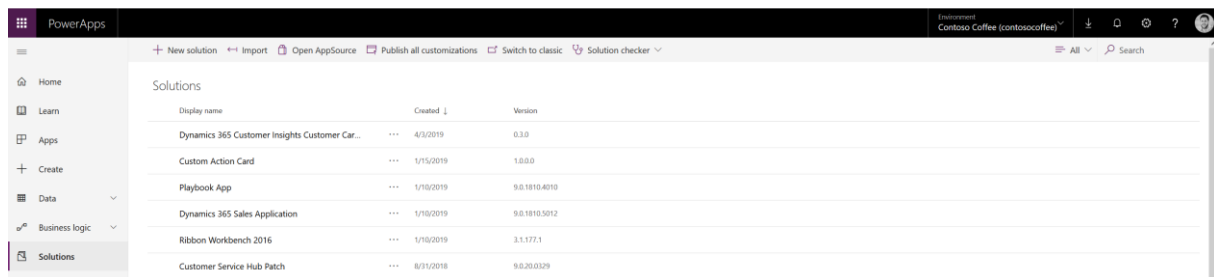 PowerApps
Environment
Contoso Coffee (contosocoffee)
?
New solution Import Open AppSource Publish all customizations Switch to classic Solution checker
All Search
Home
Learn
Apps
Create
Data
Business logic
Solutions
Solutions
Display name Created ↓ Version
Dynamics 365 Customer Insights Customer Car... ... 4/3/2019 0.3.0
Custom Action Card ... 1/15/2019 1.0.0.0
Playbook App ... 1/10/2019 9.0.1810.4010
Dynamics 365 Sales Application ... 1/10/2019 9.0.1810.5012
Ribbon Workbench 2016 ... 1/10/2019 3.1.177.1
Customer Service Hub Patch ... 8/31/2018 9.0.20.0329